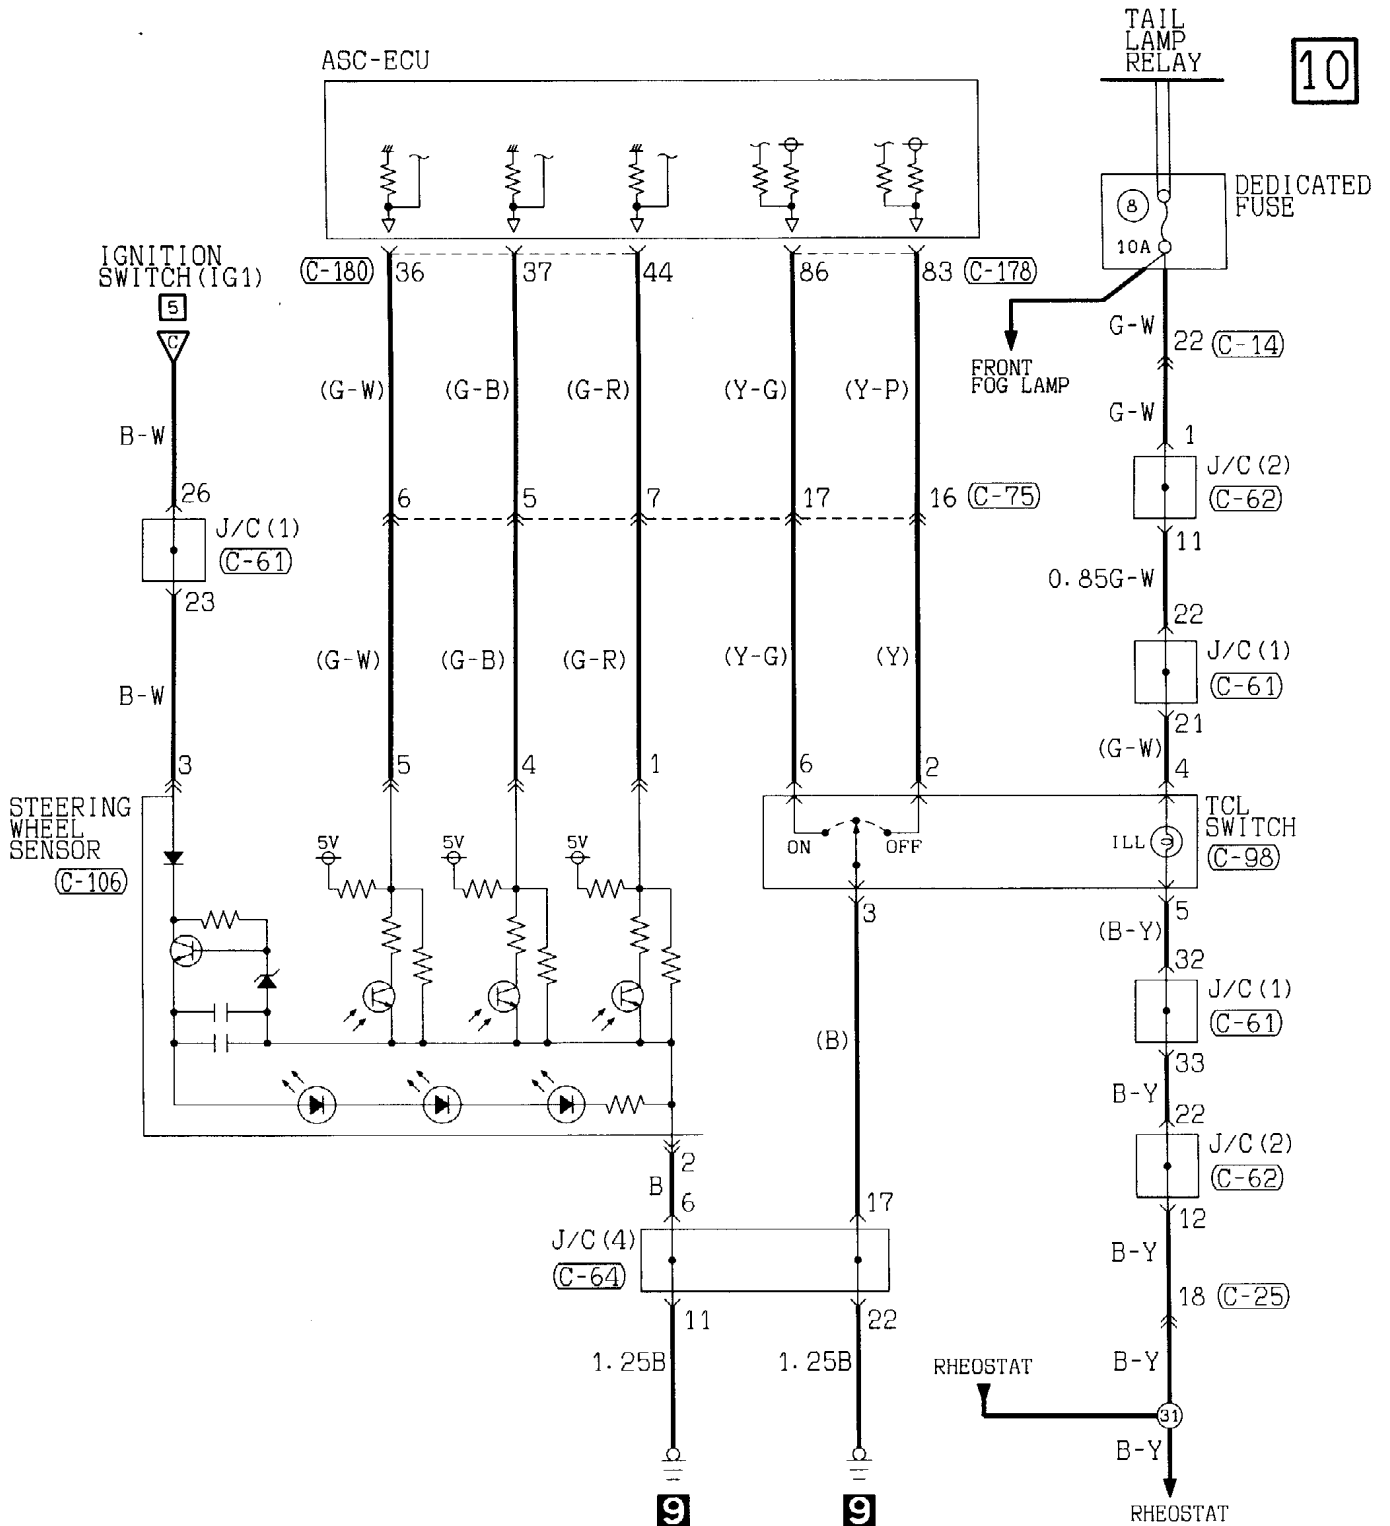 TAIL
LAMP
RELAY
10
ASC-ECU
DEDICATED
FUSE
8
10A
IGNITION
SWITCH(IG1)
5
C
(C-180) 36 37 44 86 83 (C-178)
G-W
22 (C-14)
FRONT
FOG LAMP
(G-W) (G-B) (G-R) (Y-G) (Y-P)
G-W
B-W
1
J/C(2)
(C-62)
26
6 5 7 17 16 (C-75)
J/C(1)
(C-61)
11
0.85G-W
23
22
(G-W) (G-B) (G-R) (Y-G) (Y)
J/C(1)
(C-61)
B-W
21
(G-W)
3 5 4 1 6 2 4
STEERING
WHEEL
SENSOR
(C-106)
5V 5V 5V
ON OFF
ILL
TCL
SWITCH
(C-98)
3
5
(B-Y)
32
J/C(1)
(C-61)
(B)
33
B-Y
22
J/C(2)
(C-62)
2
B
6
17
12
J/C(4)
(C-64)
B-Y
18 (C-25)
11 22
1.25B 1.25B
B-Y
RHEOSTAT
31
B-Y
9 9
RHEOSTAT